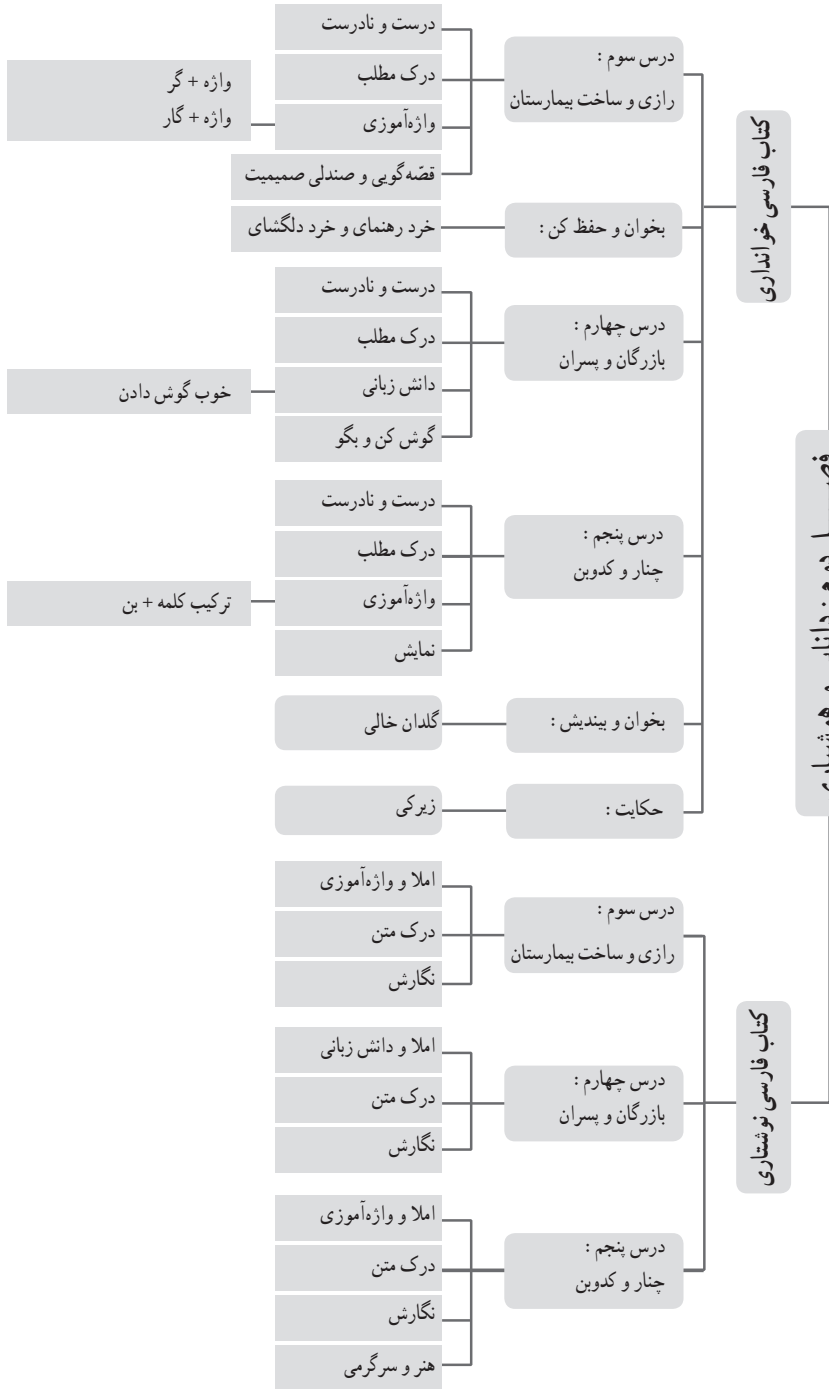 کتاب فارسی خوانداری
درس سوم :
رازی و ساخت بیمارستان
درست و نادرست
درک مطلب
واژه‌آموزی
واژه + گر
واژه + گار
قصّه‌گویی و صندلی صمیمیت
بخوان و حفظ کن :
خرد رهنمای و خرد دلگشای
درس چهارم :
بازرگان و پسران
درست و نادرست
درک مطلب
دانش زبانی
خوب گوش دادن
گوش کن و بگو
درس پنجم :
چنار و کدوبن
درست و نادرست
درک مطلب
واژه‌آموزی
ترکیب کلمه + بن
نمایش
بخوان و بیندیش :
گلدان خالی
حکایت :
زیرکی
کتاب فارسی نوشتاری
درس سوم :
رازی و ساخت بیمارستان
املا و واژه‌آموزی
درک متن
نگارش
درس چهارم :
بازرگان و پسران
املا و دانش زبانی
درک متن
نگارش
درس پنجم :
چنار و کدوبن
املا و واژه‌آموزی
درک متن
نگارش
هنر و سرگرمی